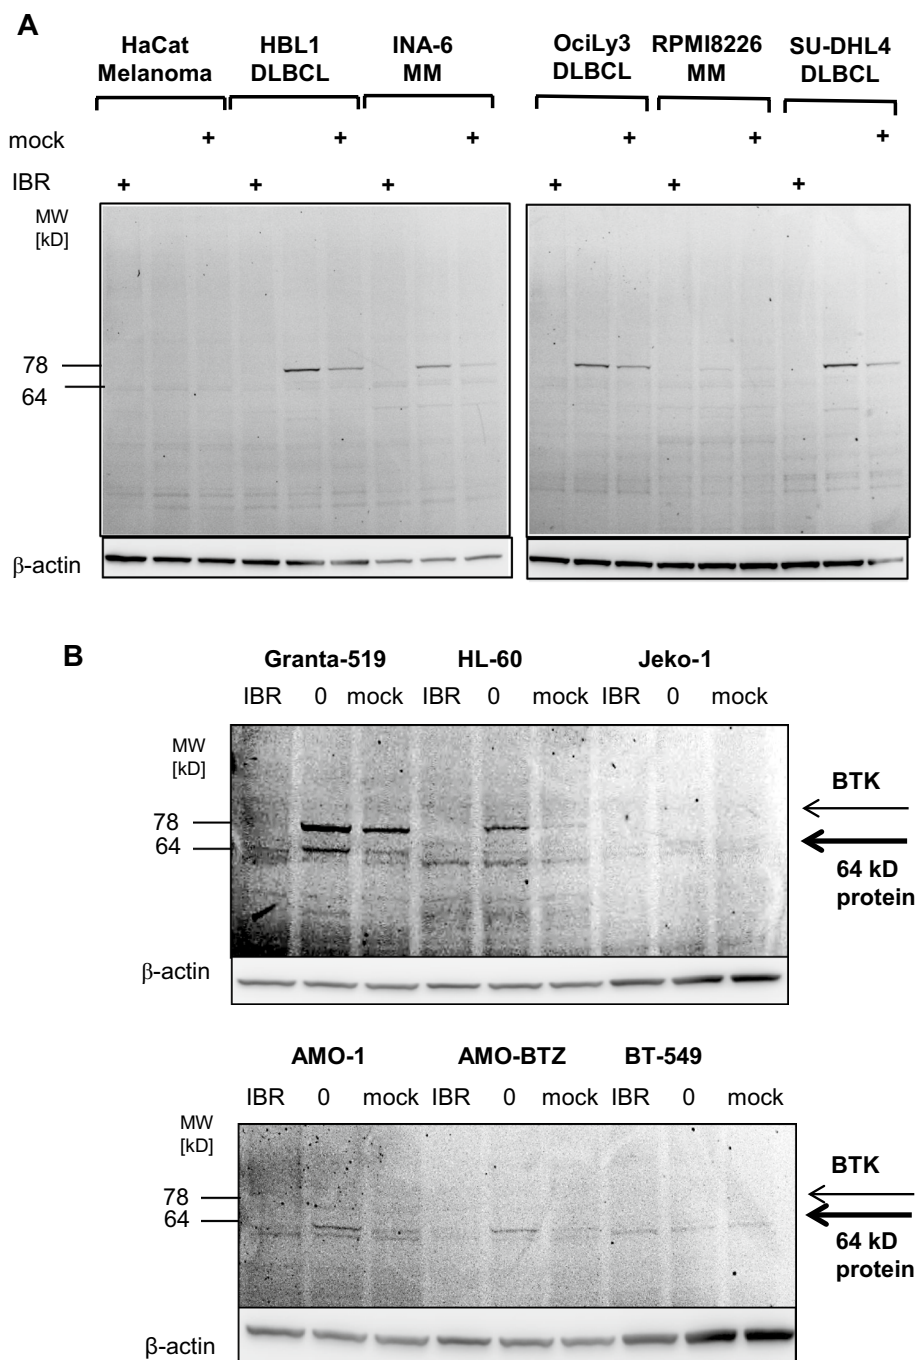 A
HaCat HBL1 INA-6 OciLy3 RPMI8226 SU-DHL4
Melanoma DLBCL MM DLBCL MM DLBCL
mock + + + + + +
IBR + + + + + +
MW
[kD]
78
64
β-actin
B
Granta-519 HL-60 Jeko-1
IBR 0 mock IBR 0 mock IBR 0 mock
MW
[kD]
BTK
78
64
64 kD
protein
β-actin
AMO-1 AMO-BTZ BT-549
IBR 0 mock IBR 0 mock IBR 0 mock
MW
[kD]
BTK
78
64
64 kD
protein
β-actin